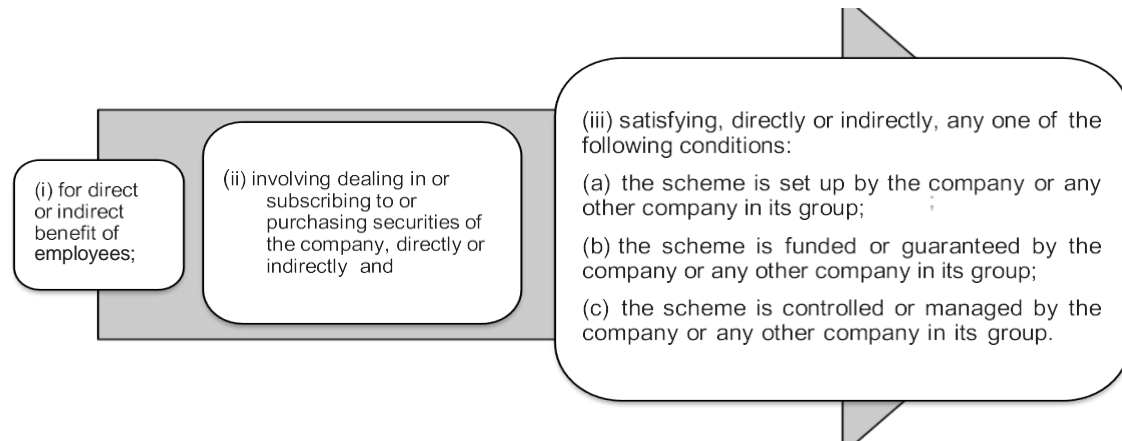 (i) for direct
or indirect
benefit of
employees;
(ii) involving dealing in or
subscribing to or
purchasing securities of
the company, directly or
indirectly and
(iii) satisfying, directly or indirectly, any one of the
following conditions:
(a) the scheme is set up by the company or any
other company in its group;
(b) the scheme is funded or guaranteed by the
company or any other company in its group;
(c) the scheme is controlled or managed by the
company or any other company in its group.